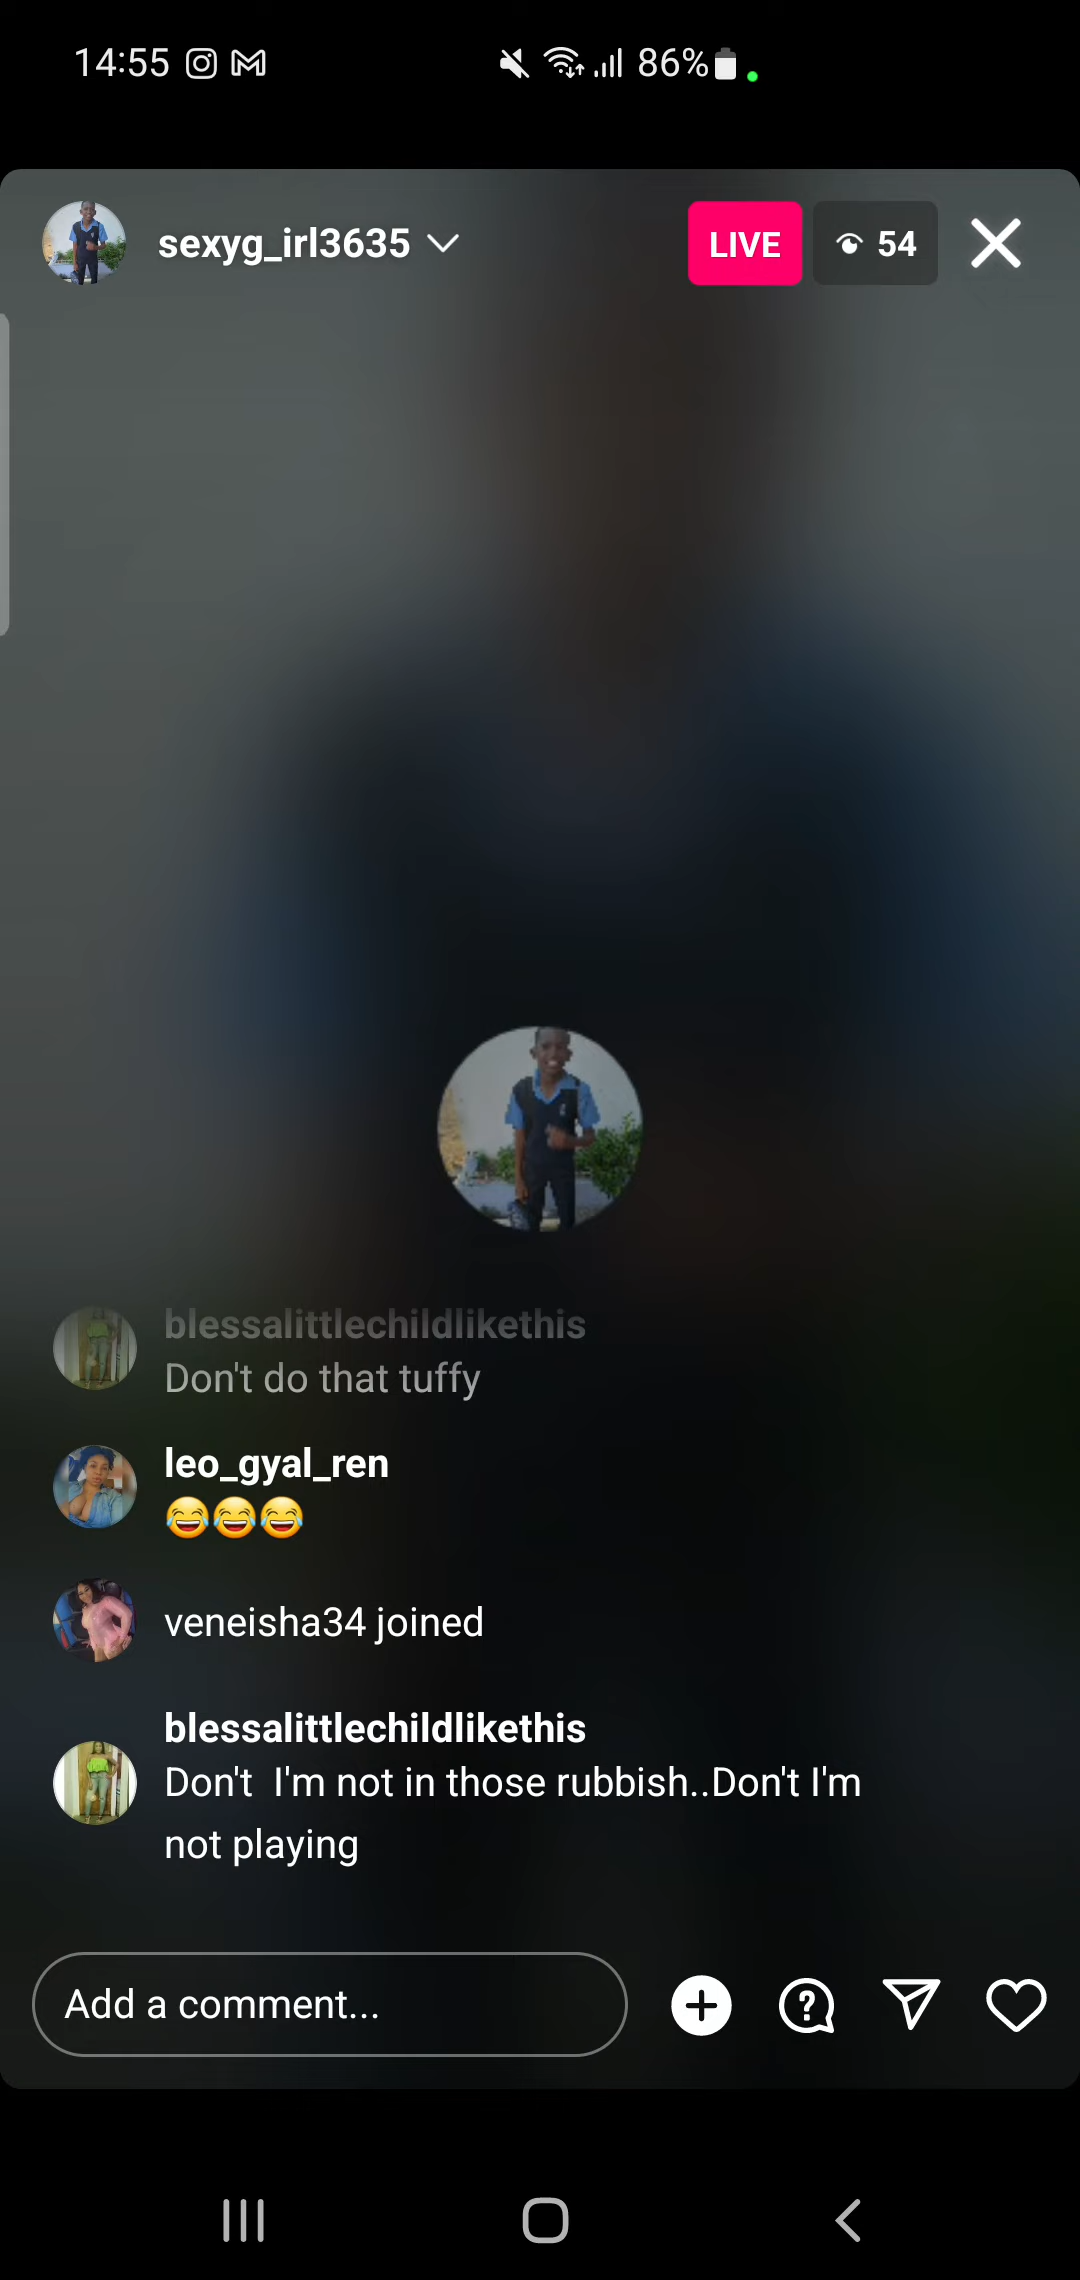 14:55 86%
sexyg_irl3635 LIVE 54
blessalittlechildlikethis
Don't do that tuffy
leo_gyal_ren
😂😂😂
veneisha34 joined
blessalittlechildlikethis
Don't  I'm not in those rubbish..Don't I'm
not playing
Add a comment...